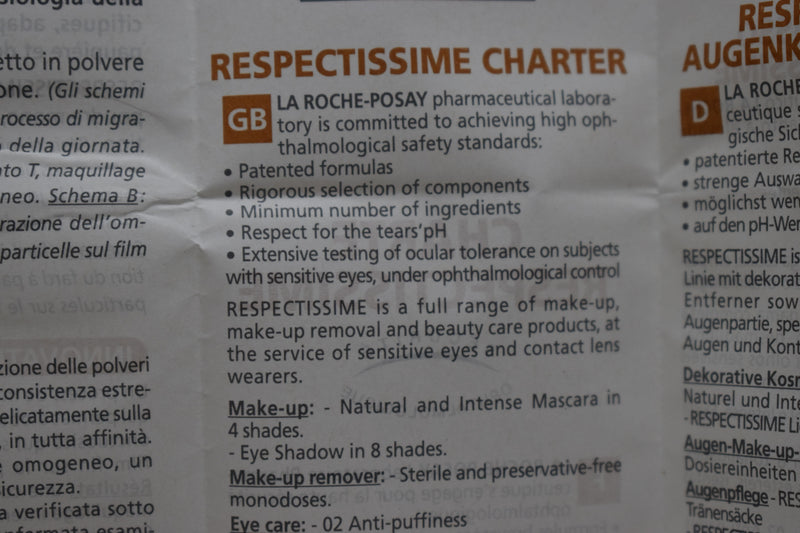 etto in polvere
one. (Gli schemi
rocesso di migra-
della giornata.
to T, maquillage
neo. Schema B:
razione dell'om-
particelle sul film
zione delle polveri
consistenza estre-
elicatamente sulla
, in tutta affinità.
e omogeneo, un
sicurezza.
a verificata sotto
RESPECTISSIME CHARTER
GB LA ROCHE-POSAY pharmaceutical labora-
tory is committed to achieving high oph-
thalmological safety standards:
• Patented formulas
• Rigorous selection of components
• Minimum number of ingredients
• Respect for the tears'pH
• Extensive testing of ocular tolerance on subjects
with sensitive eyes, under ophthalmological control
RESPECTISSIME is a full range of make-up,
make-up removal and beauty care products, at
the service of sensitive eyes and contact lens
wearers.
Make-up: - Natural and Intense Mascara in
4 shades.
- Eye Shadow in 8 shades.
Make-up remover: - Sterile and preservative-free
monodoses.
Eye care: - 02 Anti-puffiness
RESP
AUGENK
D LA ROCHE
ceutique s
gische Sich
• patentierte Re
• strenge Auswa
• möglichst wen
• auf den pH-Wer
RESPECTISSIME is
Linie mit dekorat
Entferner sow
Augenpartie, spe
Augen und Kont
Dekorative Kosr
Naturel und Inte
- RESPECTISSIME Li
Augen-Make-up-
Dosiereinheiten
Augenpflege - RES
Tränensäcke